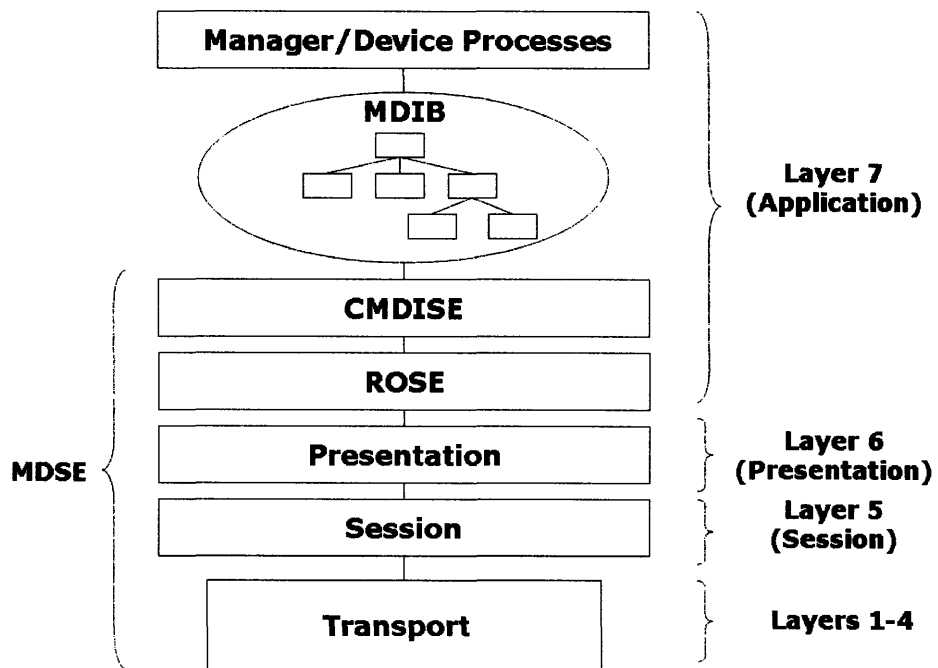 Manager/Device Processes
MDIB
Layer 7
(Application)
CMDISE
ROSE
MDSE
Presentation
Layer 6
(Presentation)
Session
Layer 5
(Session)
Transport
Layers 1-4